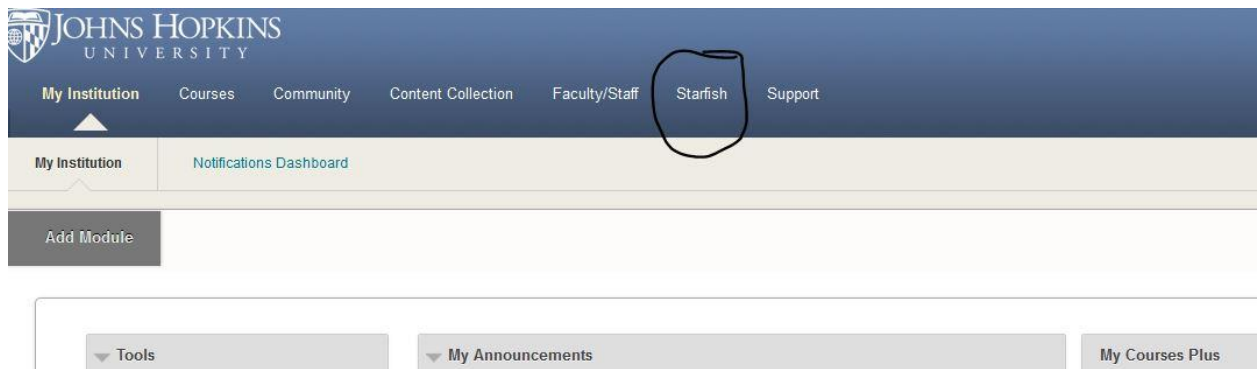 JOHNS HOPKINS
UNIVERSITY
My Institution Courses Community Content Collection Faculty/Staff Starfish Support
My Institution Notifications Dashboard
Add Module
Tools My Announcements My Courses Plus